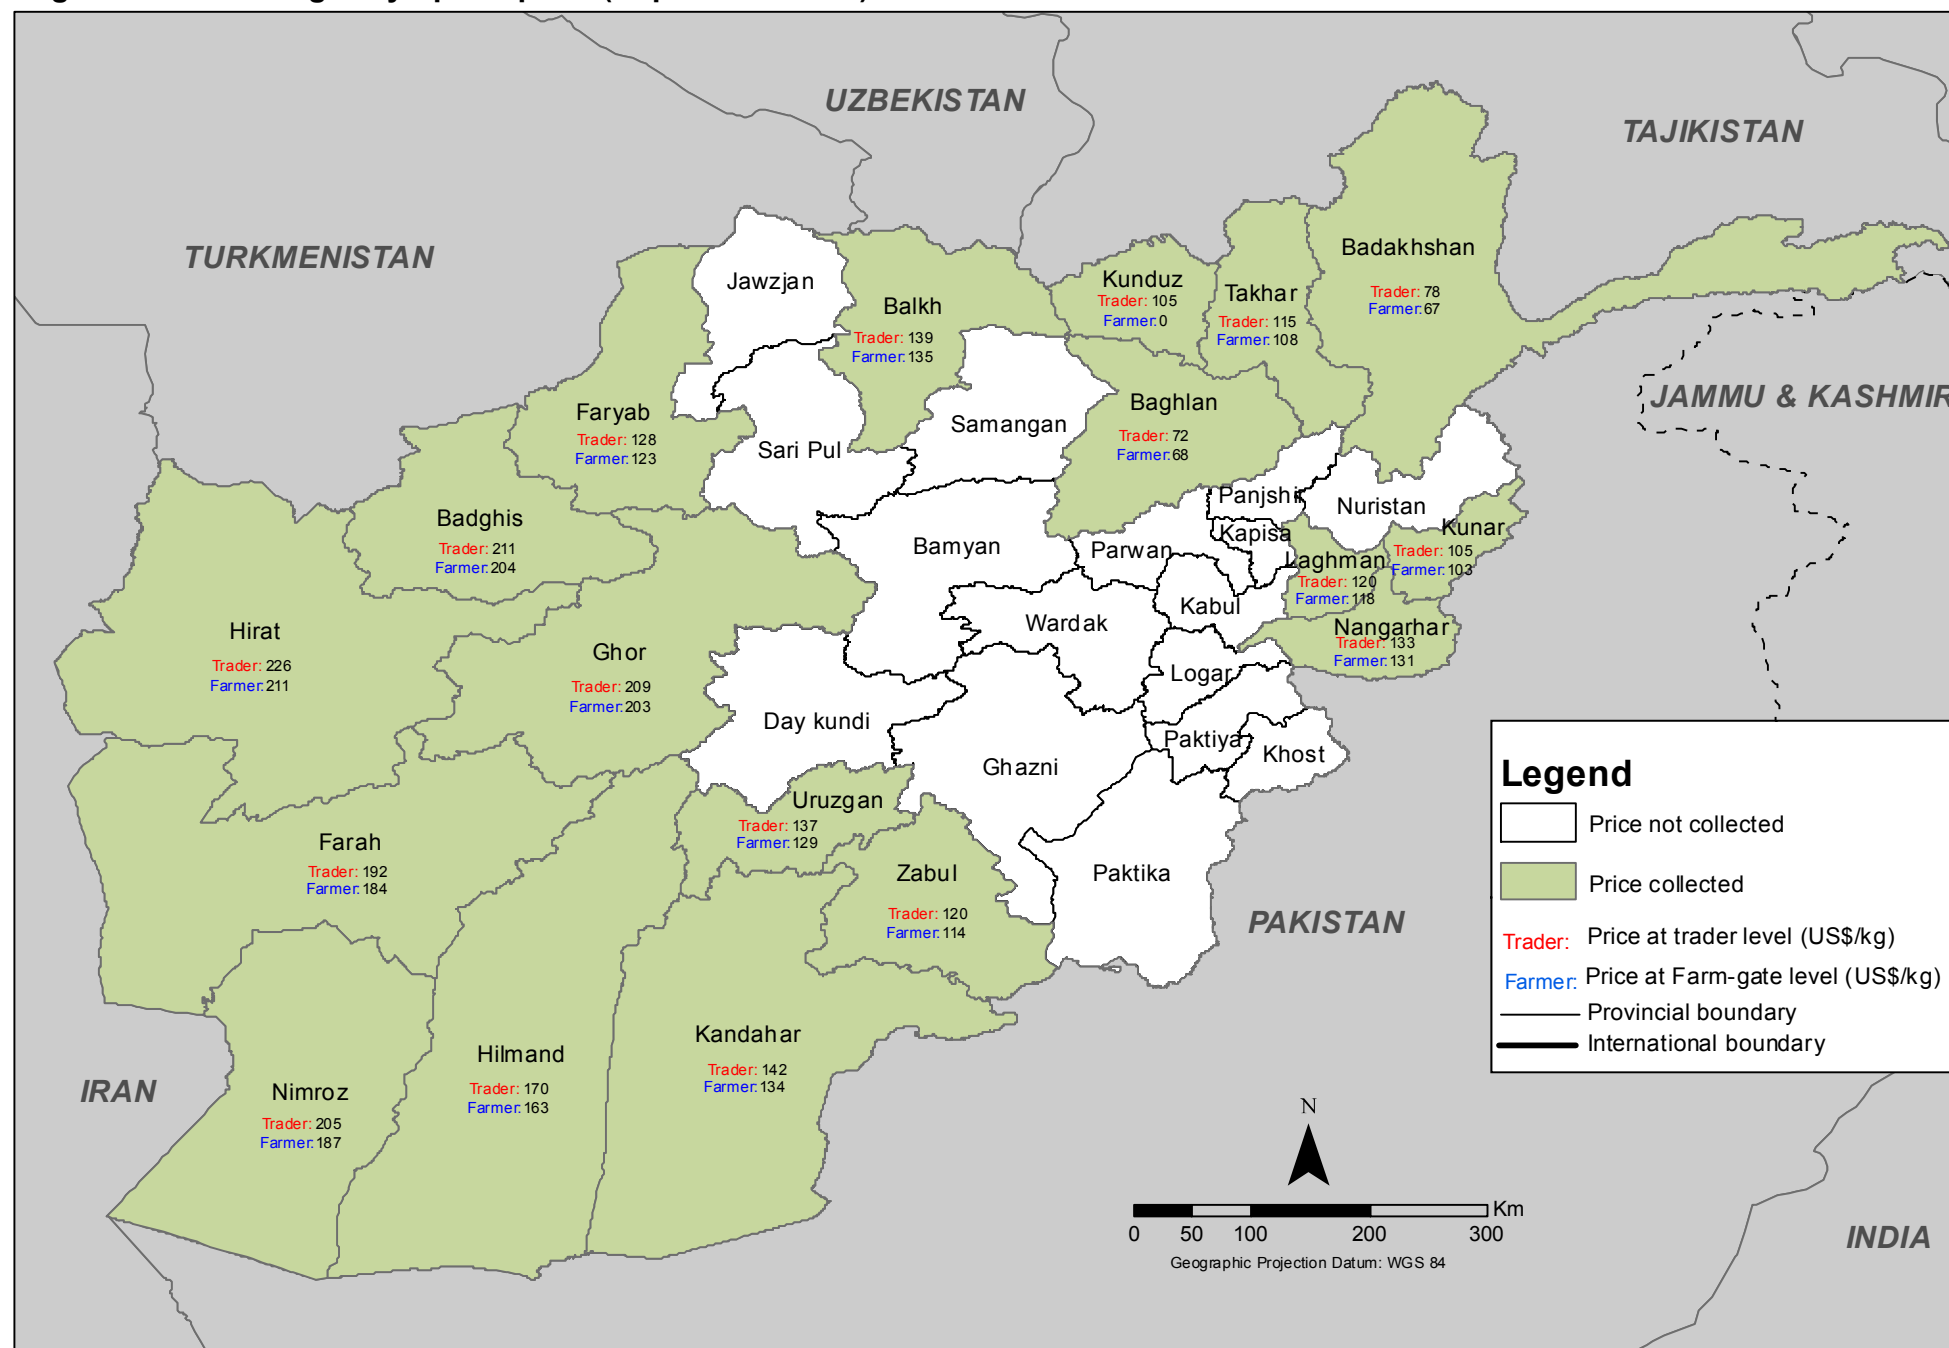 UZBEKISTAN
TAJIKISTAN
TURKMENISTAN
Badakhshan
Trader: 78
Farmer: 67
Jawzjan
Kunduz
Trader: 105
Farmer: 0
Takhar
Trader: 115
Farmer: 108
Balkh
Trader: 139
Farmer: 135
JAMMU & KASHMIR
Faryab
Trader: 128
Farmer: 123
Baghlan
Trader: 72
Farmer: 68
Samangan
Sari Pul
Panjshir
Nuristan
Badghis
Trader: 211
Farmer: 204
Kunar
Trader: 105
Farmer: 103
Kapisa
Bamyan
Parwan
Laghman
Trader: 120
Farmer: 118
Kabul
Wardak
Nangarhar
Trader: 133
Farmer: 131
Hirat
Trader: 226
Farmer: 211
Ghor
Trader: 209
Farmer: 203
Logar
Day kundi
Paktiya
Khost
Ghazni
Uruzgan
Trader: 137
Farmer: 129
Farah
Trader: 192
Farmer: 184
Zabul
Trader: 120
Farmer: 114
Paktika
PAKISTAN
Kandahar
Trader: 142
Farmer: 134
Hilmand
Trader: 170
Farmer: 163
IRAN
Nimroz
Trader: 205
Farmer: 187
Legend
Price not collected
Price collected
Trader: Price at trader level (US$/kg)
Farmer: Price at Farm-gate level (US$/kg)
Provincial boundary
International boundary
N
Km
0 50 100 200 300
Geographic Projection Datum: WGS 84
INDIA